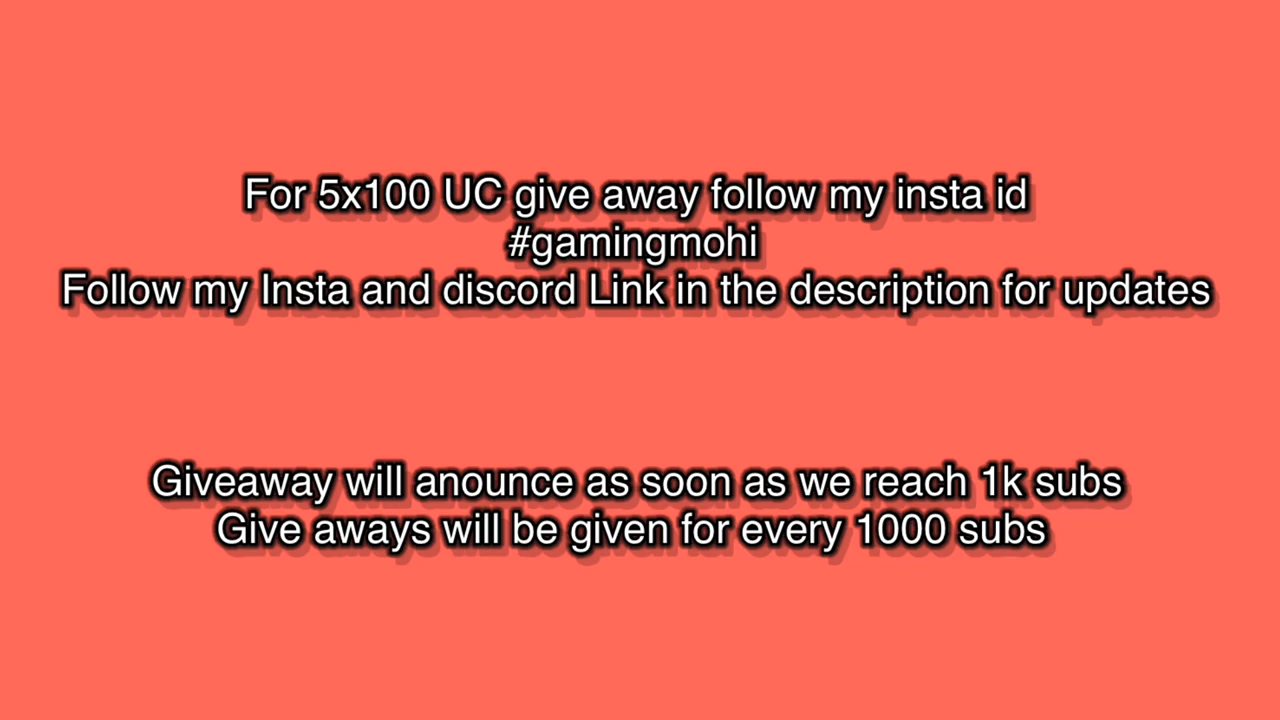 For 5x100 UC give away follow my insta id
#gamingmohi
Follow my Insta and discord Link in the description for updates
Giveaway will anounce as soon as we reach 1k subs
Give aways will be given for every 1000 subs